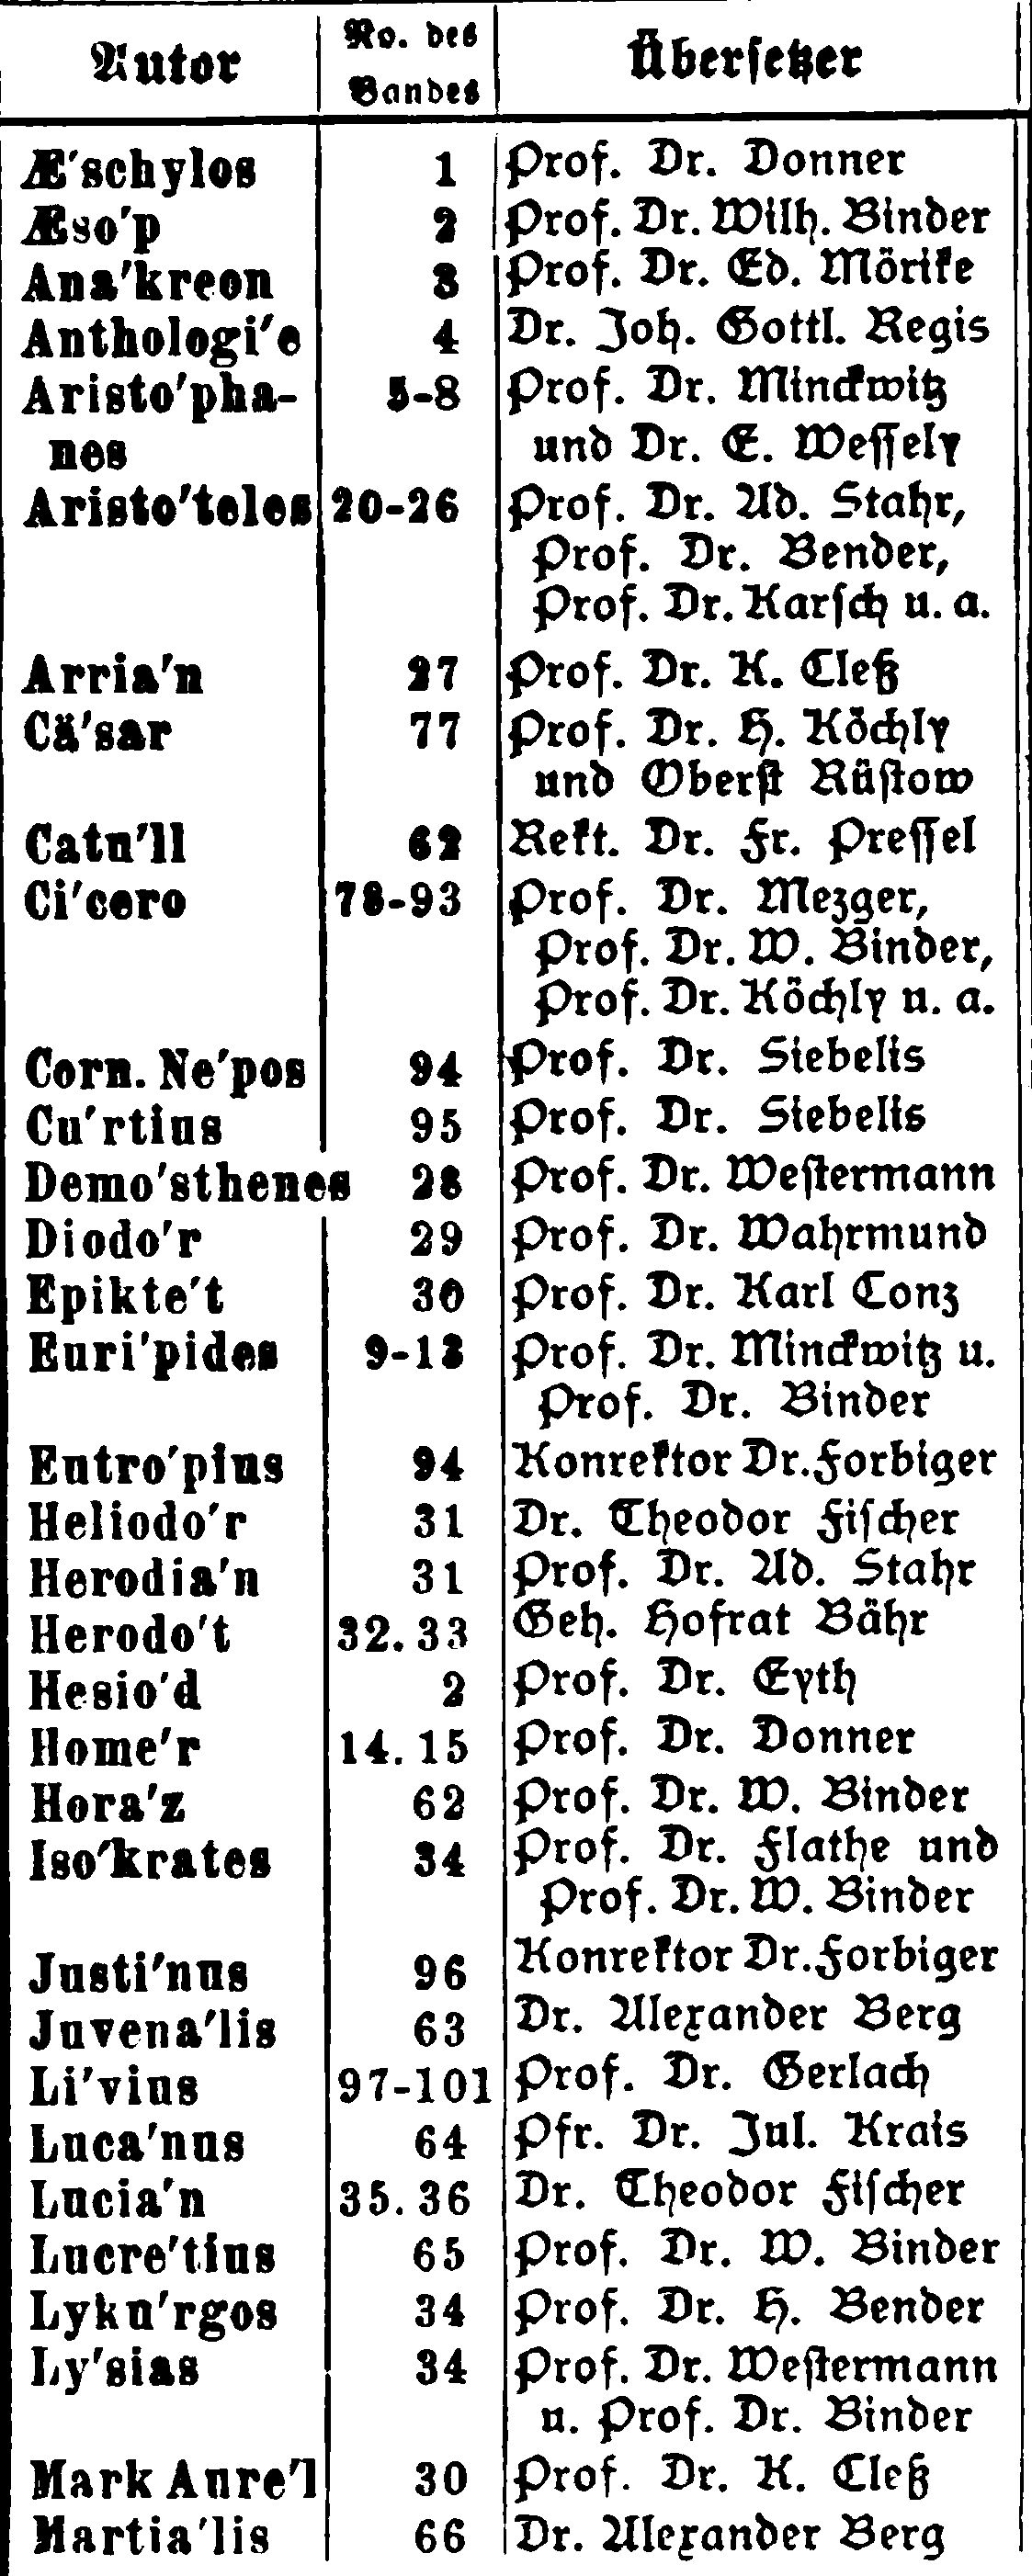 Autor No. des Bandes Übersetzer
Æ'schylos 1 Prof. Dr. Donner
Æso'p 2 Prof. Dr. Wilh. Binder
Ana'kreon 3 Prof. Dr. Ed. Mörike
Anthologi'e 4 Dr. Joh. Gottl. Regis
Aristo'pha- 5-8 Prof. Dr. Minckwitz
nes und Dr. E. Weſſely
Aristo'teles 20-26 Prof. Dr. Ad. Stahr,
Prof. Dr. Bender,
Prof. Dr. Karſch u. a.
Arria'n 27 Prof. Dr. K. Cleß
Cä'sar 77 Prof. Dr. H. Köchly
und Oberſt Rüſtow
Catu'll 62 Rekt. Dr. Fr. Preſſel
Ci'cero 78-93 Prof. Dr. Mezger,
Prof. Dr. W. Binder,
Prof. Dr. Köchly u. a.
Corn. Ne'pos 94 Prof. Dr. Siebelis
Cu'rtius 95 Prof. Dr. Siebelis
Demo'sthenes 28 Prof. Dr. Weſtermann
Diodo'r 29 Prof. Dr. Wahrmund
Epikte't 30 Prof. Dr. Karl Conz
Euri'pides 9-13 Prof. Dr. Minckwitz u.
Prof. Dr. Binder
Eutro'pius 94 Konrektor Dr. Forbiger
Heliodo'r 31 Dr. Theodor Fiſcher
Herodia'n 31 Prof. Dr. Ad. Stahr
Herodo't 32. 33 Geh. Hofrat Bähr
Hesio'd 2 Prof. Dr. Eyth
Home'r 14. 15 Prof. Dr. Donner
Hora'z 62 Prof. Dr. W. Binder
Iso'krates 34 Prof. Dr. Flathe und
Prof. Dr. W. Binder
Justi'nus 96 Konrektor Dr. Forbiger
Juvena'lis 63 Dr. Alexander Berg
Li'vius 97-101 Prof. Dr. Gerlach
Luca'nus 64 Pfr. Dr. Jul. Krais
Lucia'n 35. 36 Dr. Theodor Fiſcher
Lucre'tius 65 Prof. Dr. W. Binder
Lyku'rgos 34 Prof. Dr. H. Bender
Ly'sias 34 Prof. Dr. Weſtermann
u. Prof. Dr. Binder
Mark Aure'l 30 Prof. Dr. K. Cleß
Martia'lis 66 Dr. Alexander Berg